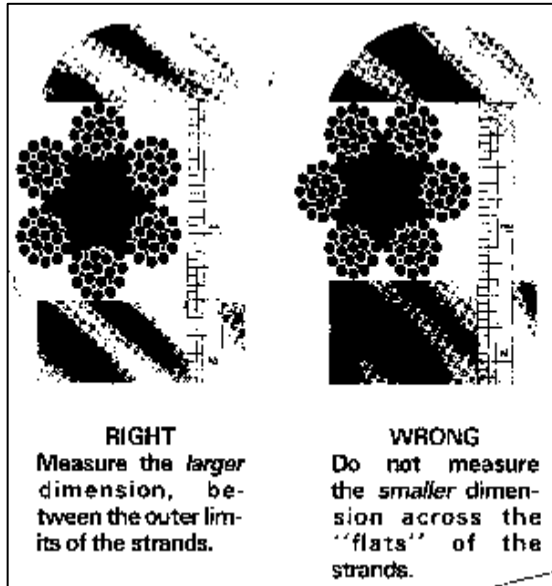 RIGHT
Measure the larger
dimension, be-
tween the outer lim-
its of the strands.
WRONG
Do not measure
the smaller dimen-
sion across the
"flats" of the
strands.